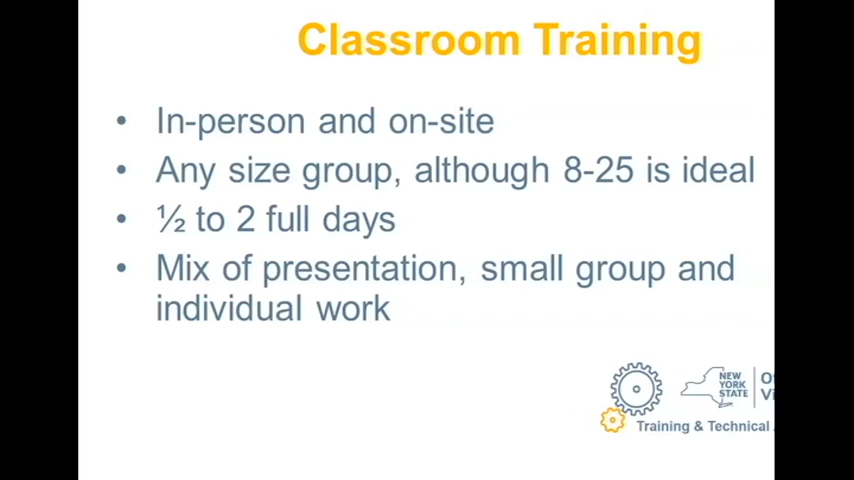 Classroom Training
• In-person and on-site
• Any size group, although 8-25 is ideal
• ½ to 2 full days
• Mix of presentation, small group and
individual work
NEW
YORK
STATE
Training & Technical